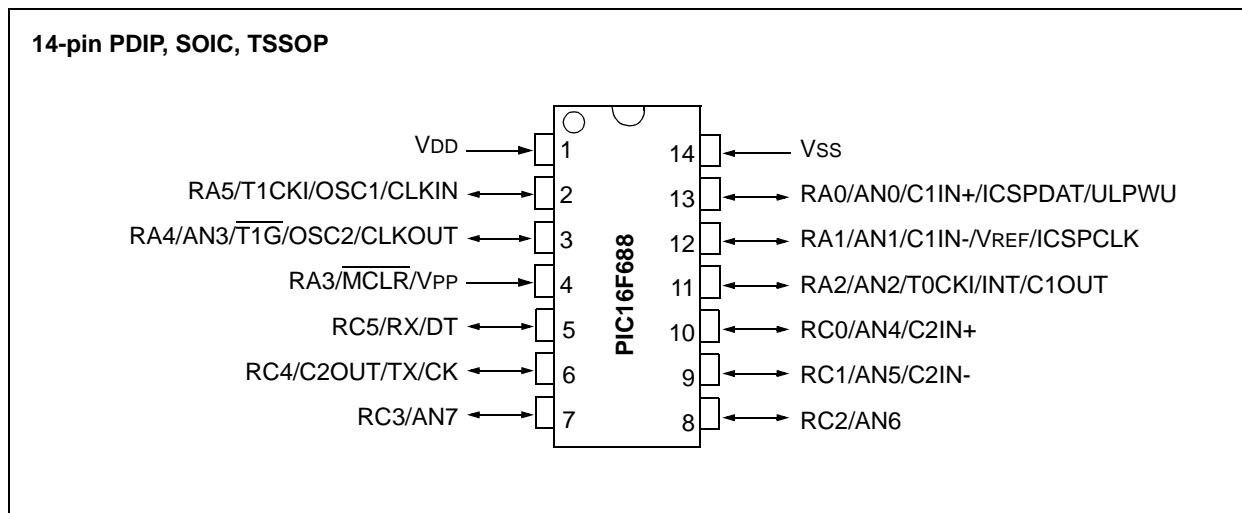 14-pin PDIP, SOIC, TSSOP
VDD 1 14 VSS
RA5/T1CKI/OSC1/CLKIN 2 13 RA0/AN0/C1IN+/ICSPDAT/ULPWU
RA4/AN3/T̅1̅G̅/OSC2/CLKOUT 3 12 RA1/AN1/C1IN-/VREF/ICSPCLK
RA3/M̅C̅L̅R̅/VPP 4 11 RA2/AN2/T0CKI/INT/C1OUT
RC5/RX/DT 5 10 RC0/AN4/C2IN+
RC4/C2OUT/TX/CK 6 9 RC1/AN5/C2IN-
RC3/AN7 7 8 RC2/AN6
PIC16F688